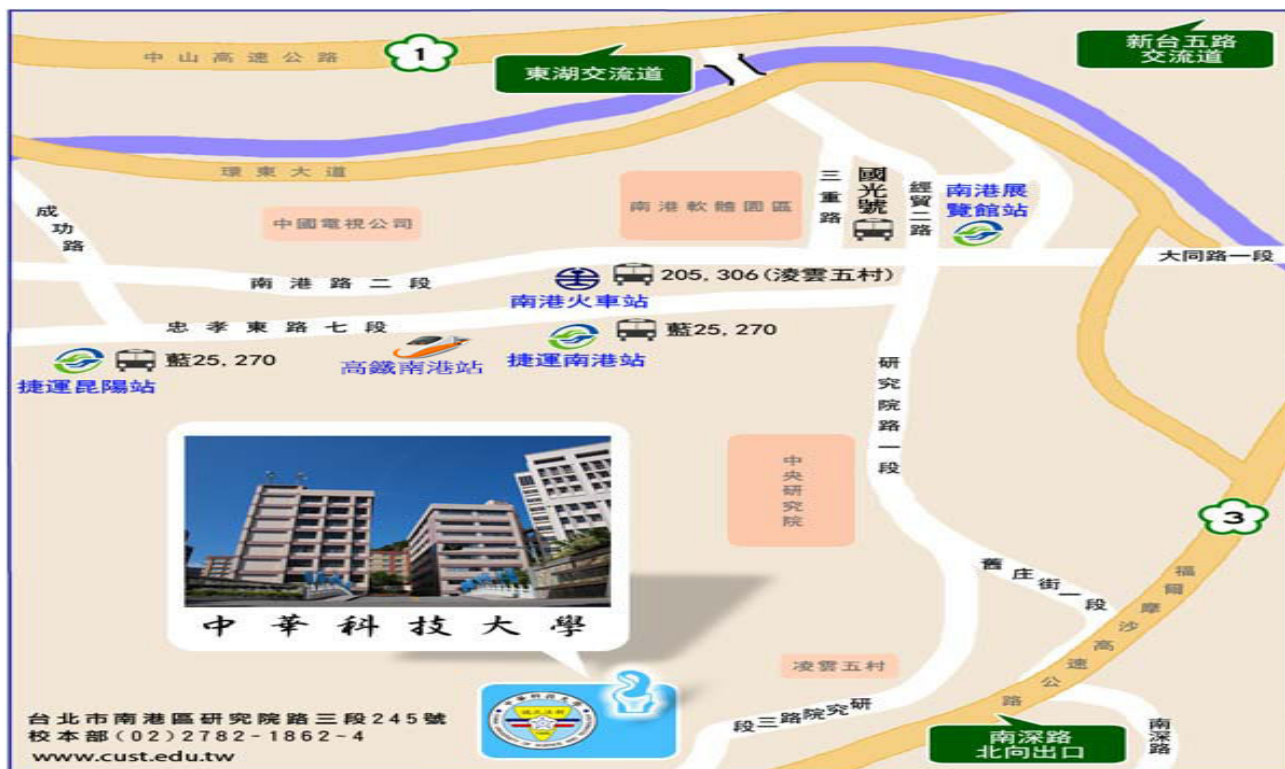 中山高速公路
1
東湖交流道
新台五路
交流道
環東大道
成功路
中國電視公司
南港軟體園區
三重路
國光號
經貿二路
南港展
覽館站
大同路一段
南港路二段
205, 306(淩雲五村)
南港火車站
忠孝東路七段
藍25, 270
捷運昆陽站
高鐵南港站
藍25, 270
捷運南港站
研究院路一段
中央研究院
3
舊庄街一段
福爾摩沙高速公路
中華科技大學
凌雲五村
研究院路三段
南深路
北向出口
南深路
台北市南港區研究院路三段245號
校本部(02)2782-1862-4
www.cust.edu.tw